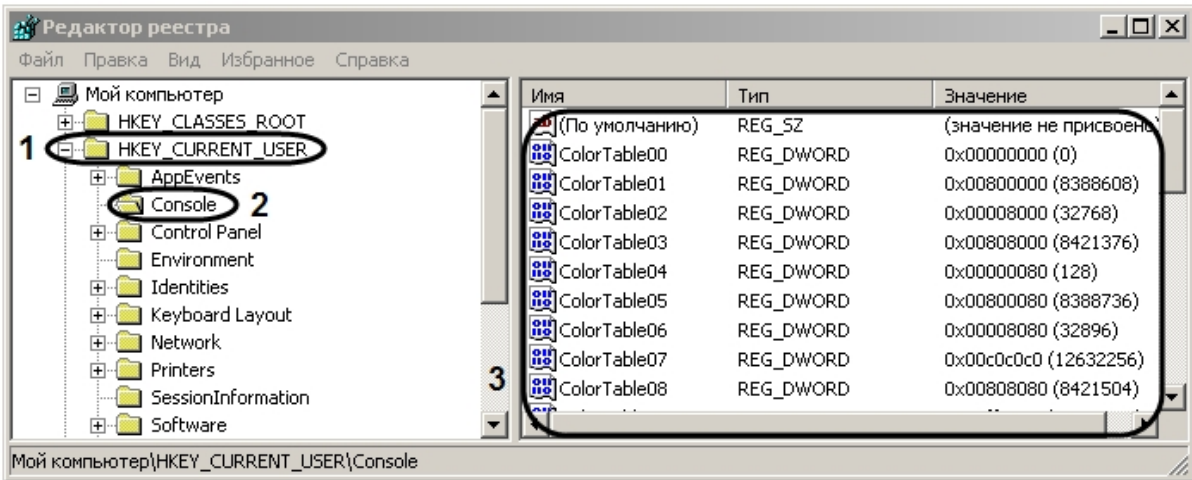 Редактор реестра
Файл Правка Вид Избранное Справка
Мой компьютер
HKEY_CLASSES_ROOT
1 HKEY_CURRENT_USER
AppEvents
Console 2
Control Panel
Environment
Identities
Keyboard Layout
Network
Printers
SessionInformation
Software
3
Имя Тип Значение
(По умолчанию) REG_SZ (значение не присвоено)
ColorTable00 REG_DWORD 0x00000000 (0)
ColorTable01 REG_DWORD 0x00800000 (8388608)
ColorTable02 REG_DWORD 0x00008000 (32768)
ColorTable03 REG_DWORD 0x00808000 (8421376)
ColorTable04 REG_DWORD 0x00000080 (128)
ColorTable05 REG_DWORD 0x00800080 (8388736)
ColorTable06 REG_DWORD 0x00008080 (32896)
ColorTable07 REG_DWORD 0x00c0c0c0 (12632256)
ColorTable08 REG_DWORD 0x00808080 (8421504)
Мой компьютер\HKEY_CURRENT_USER\Console